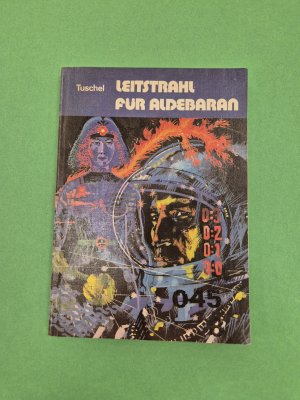 Tuschel
LEITSTRAHL
FUR ALDEBARAN
045